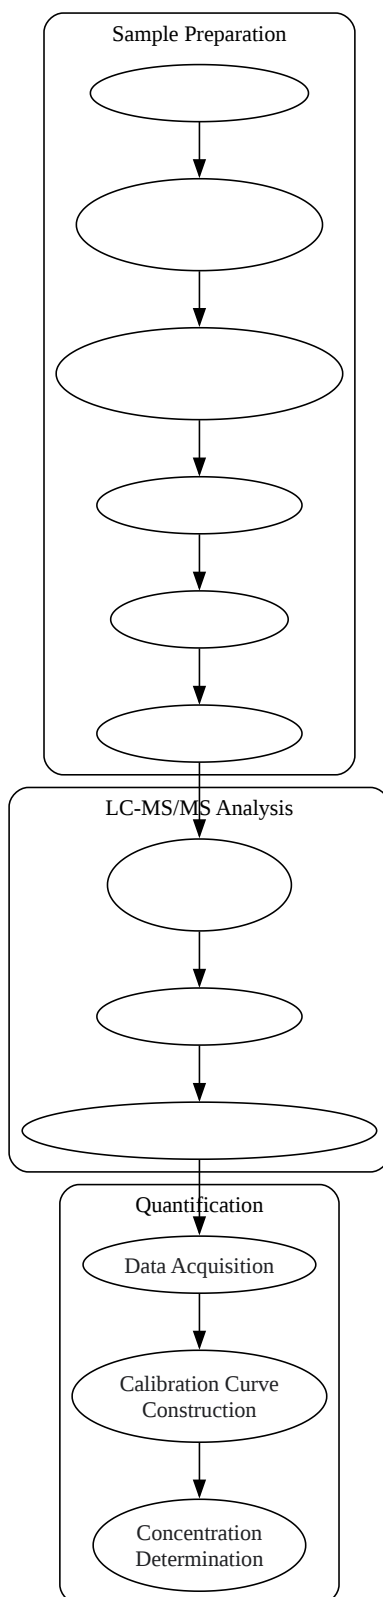 Sample Preparation
LC-MS/MS Analysis
Quantification
Data Acquisition
Calibration Curve
Construction
Concentration
Determination